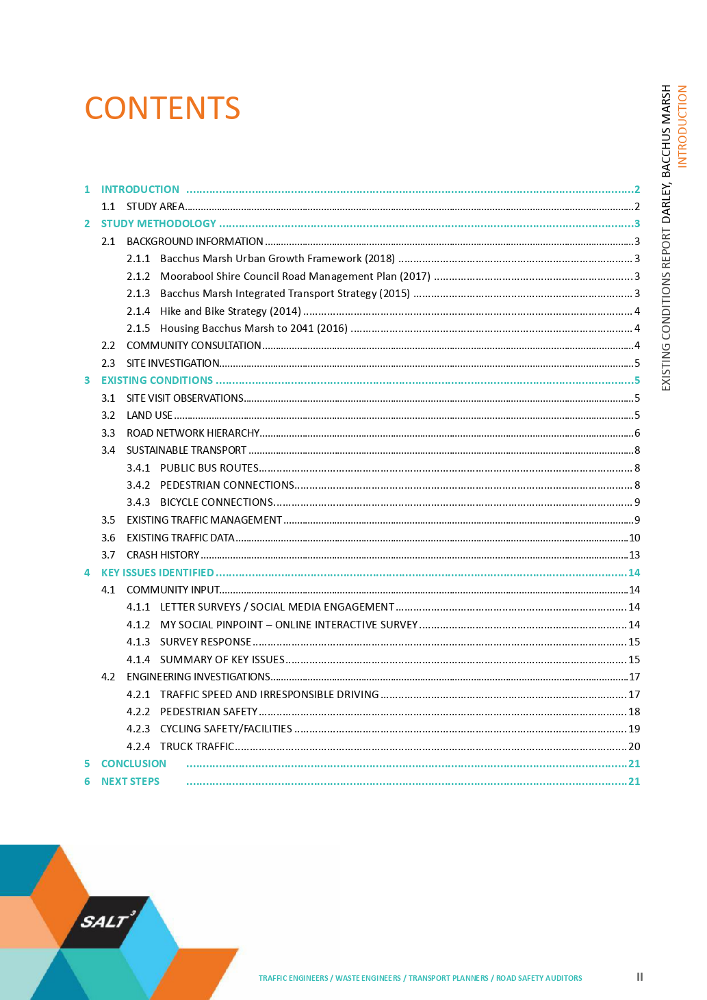 CONTENTS
1 INTRODUCTION ........ 2
1.1 STUDY AREA ........ 2
2 STUDY METHODOLOGY ........ 3
2.1 BACKGROUND INFORMATION ........ 3
2.1.1 Bacchus Marsh Urban Growth Framework (2018) ........ 3
2.1.2 Moorabool Shire Council Road Management Plan (2017) ........ 3
2.1.3 Bacchus Marsh Integrated Transport Strategy (2015) ........ 3
2.1.4 Hike and Bike Strategy (2014) ........ 4
2.1.5 Housing Bacchus Marsh to 2041 (2016) ........ 4
2.2 COMMUNITY CONSULTATION ........ 4
2.3 SITE INVESTIGATION ........ 5
3 EXISTING CONDITIONS ........ 5
3.1 SITE VISIT OBSERVATIONS ........ 5
3.2 LAND USE ........ 5
3.3 ROAD NETWORK HIERARCHY ........ 6
3.4 SUSTAINABLE TRANSPORT ........ 8
3.4.1 PUBLIC BUS ROUTES ........ 8
3.4.2 PEDESTRIAN CONNECTIONS ........ 8
3.4.3 BICYCLE CONNECTIONS ........ 9
3.5 EXISTING TRAFFIC MANAGEMENT ........ 9
3.6 EXISTING TRAFFIC DATA ........ 10
3.7 CRASH HISTORY ........ 13
4 KEY ISSUES IDENTIFIED ........ 14
4.1 COMMUNITY INPUT ........ 14
4.1.1 LETTER SURVEYS / SOCIAL MEDIA ENGAGEMENT ........ 14
4.1.2 MY SOCIAL PINPOINT – ONLINE INTERACTIVE SURVEY ........ 14
4.1.3 SURVEY RESPONSE ........ 15
4.1.4 SUMMARY OF KEY ISSUES ........ 15
4.2 ENGINEERING INVESTIGATIONS ........ 17
4.2.1 TRAFFIC SPEED AND IRRESPONSIBLE DRIVING ........ 17
4.2.2 PEDESTRIAN SAFETY ........ 18
4.2.3 CYCLING SAFETY/FACILITIES ........ 19
4.2.4 TRUCK TRAFFIC ........ 20
5 CONCLUSION ........ 21
6 NEXT STEPS ........ 21
EXISTING CONDITIONS REPORT DARLEY, BACCHUS MARSH
INTRODUCTION
SALT3
TRAFFIC ENGINEERS / WASTE ENGINEERS / TRANSPORT PLANNERS / ROAD SAFETY AUDITORS
II